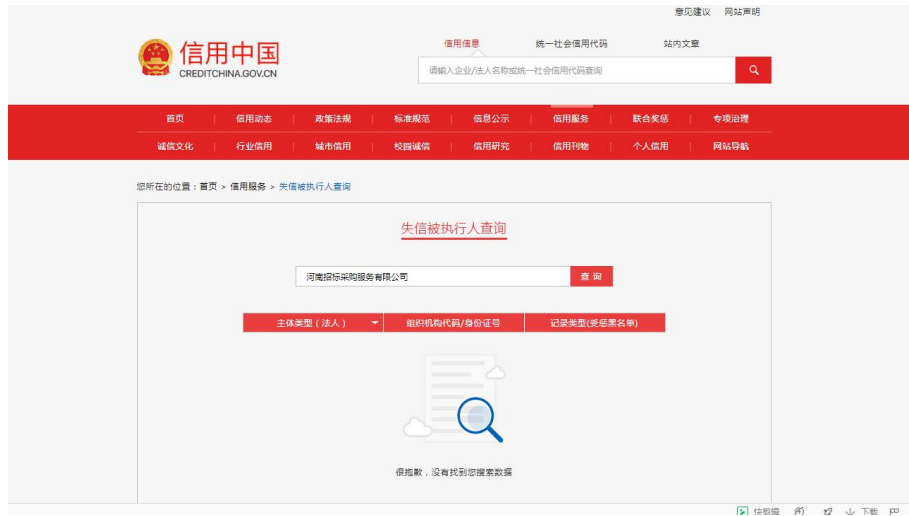 意见建议 网站声明
信用中国
CREDITCHINA.GOV.CN
信用信息 统一社会信用代码 站内文章
请输入企业/法人名称或统一社会信用代码查询
首页 | 信用动态 | 政策法规 | 标准规范 | 信息公示 | 信用服务 | 联合奖惩 | 专项治理
诚信文化 | 行业信用 | 城市信用 | 校园诚信 | 信用研究 | 信用刊物 | 个人信用 | 网站导航
您所在的位置：首页 > 信用服务 > 失信被执行人查询
失信被执行人查询
河南招标采购服务有限公司 查询
主体类型（法人） 组织机构代码/身份证号 记录类型(受惩黑名单)
很抱歉，没有找到您搜索数据
快剪辑 下载